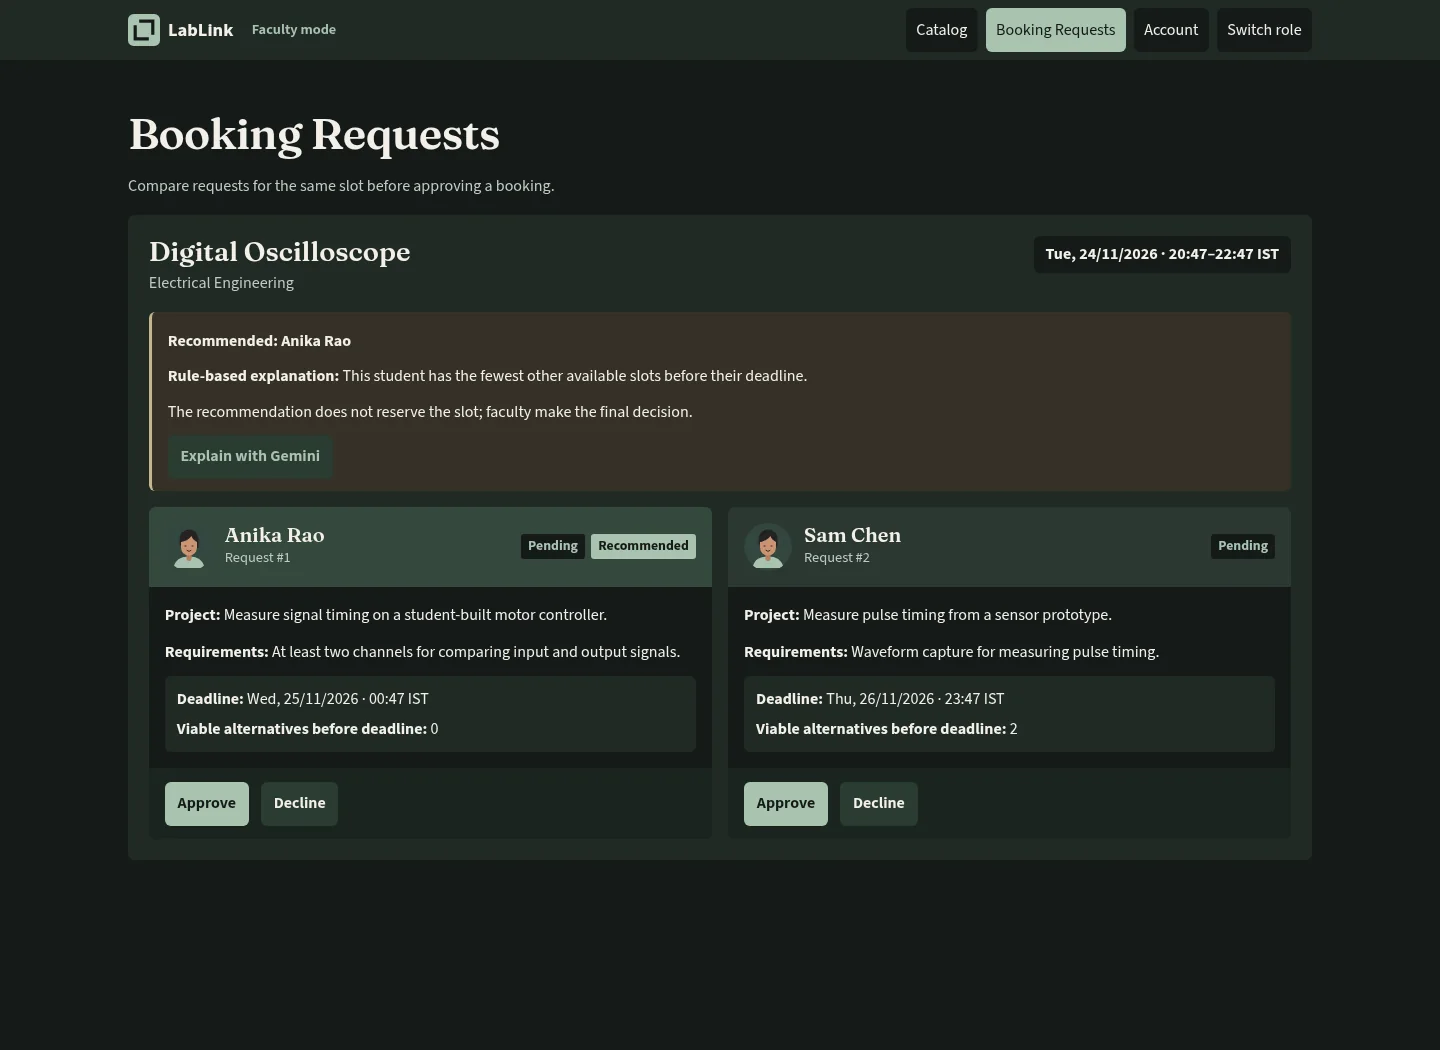 LabLink
Faculty mode
Catalog
Booking Requests
Account
Switch role
Booking Requests
Compare requests for the same slot before approving a booking.
Digital Oscilloscope
Electrical Engineering
Tue, 24/11/2026 · 20:47–22:47 IST
Recommended: Anika Rao
Rule-based explanation: This student has the fewest other available slots before their deadline.
The recommendation does not reserve the slot; faculty make the final decision.
Explain with Gemini
Anika Rao
Request #1
Pending
Recommended
Project: Measure signal timing on a student-built motor controller.
Requirements: At least two channels for comparing input and output signals.
Deadline: Wed, 25/11/2026 · 00:47 IST
Viable alternatives before deadline: 0
Approve
Decline
Sam Chen
Request #2
Pending
Project: Measure pulse timing from a sensor prototype.
Requirements: Waveform capture for measuring pulse timing.
Deadline: Thu, 26/11/2026 · 23:47 IST
Viable alternatives before deadline: 2
Approve
Decline